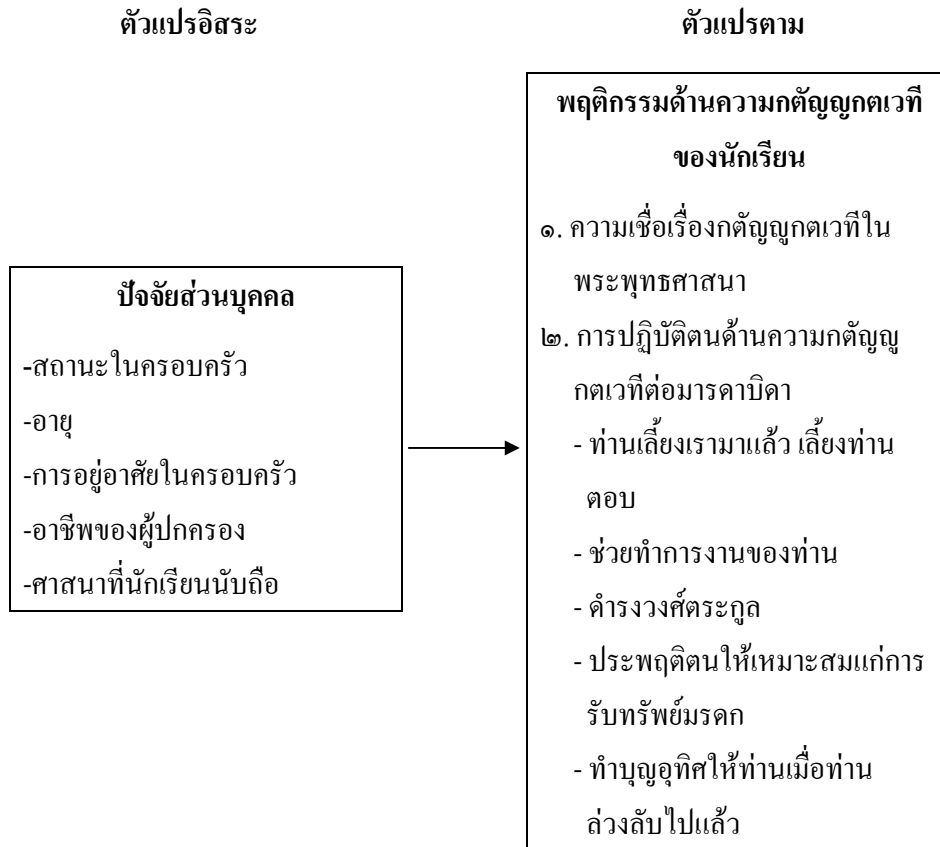 ตัวแปรอิสระ
ตัวแปรตาม
ปัจจัยส่วนบุคคล
-สถานะในครอบครัว
-อายุ
-การอยู่อาศัยในครอบครัว
-อาชีพของผู้ปกครอง
-ศาสนาที่นักเรียนนับถือ
พฤติกรรมด้านความกตัญญูกตเวที
ของนักเรียน
๑. ความเชื่อเรื่องกตัญญูกตเวทีใน
พระพุทธศาสนา
๒. การปฏิบัติตนด้านความกตัญญู
กตเวทีต่อมารดาบิดา
- ท่านเลี้ยงเรามาแล้ว เลี้ยงท่าน
ตอบ
- ช่วยทำการงานของท่าน
- ดำรงวงศ์ตระกูล
- ประพฤติตนให้เหมาะสมแก่การ
รับทรัพย์มรดก
- ทำบุญอุทิศให้ท่านเมื่อท่าน
ล่วงลับไปแล้ว